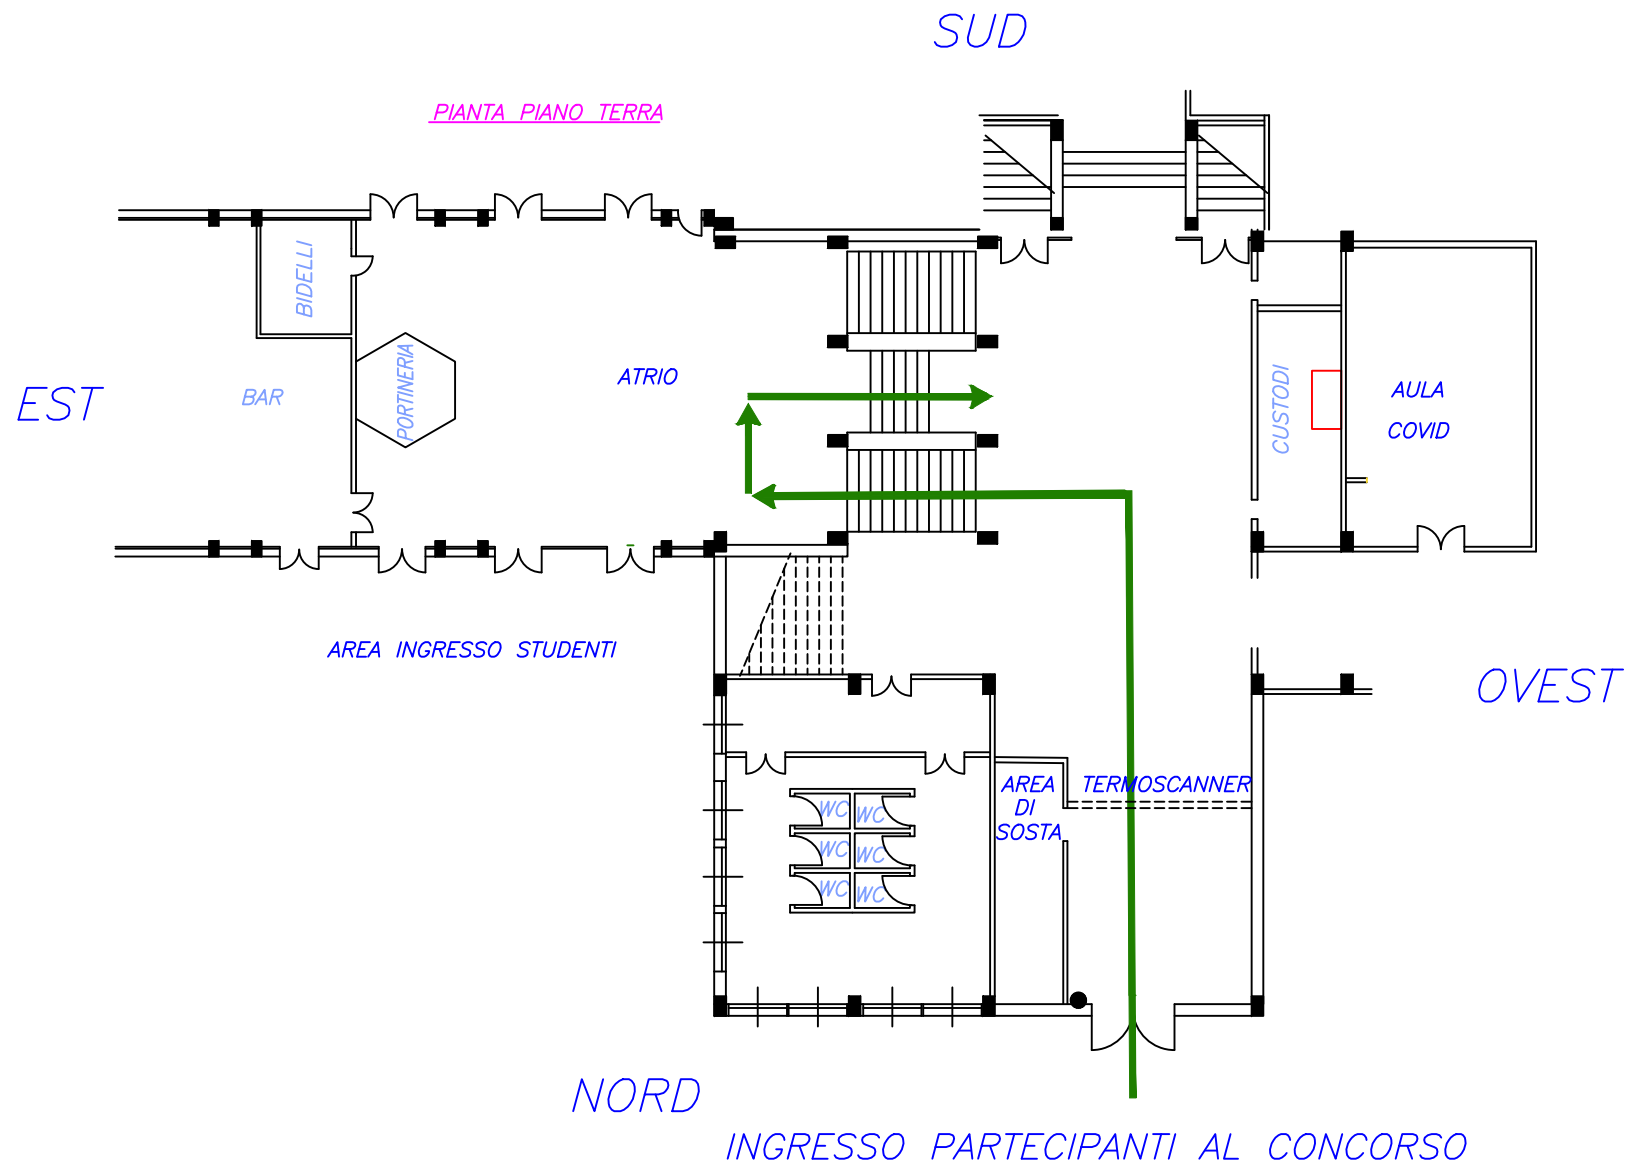 SUD
PIANTA PIANO TERRA
BIDELLI
PORTINERIA
ATRIO
EST
BAR
CUSTODI
AULA
COVID
AREA INGRESSO STUDENTI
OVEST
AREA
DI
SOSTA
TERMOSCANNER
WC WC
WC WC
WC WC
NORD
INGRESSO PARTECIPANTI AL CONCORSO